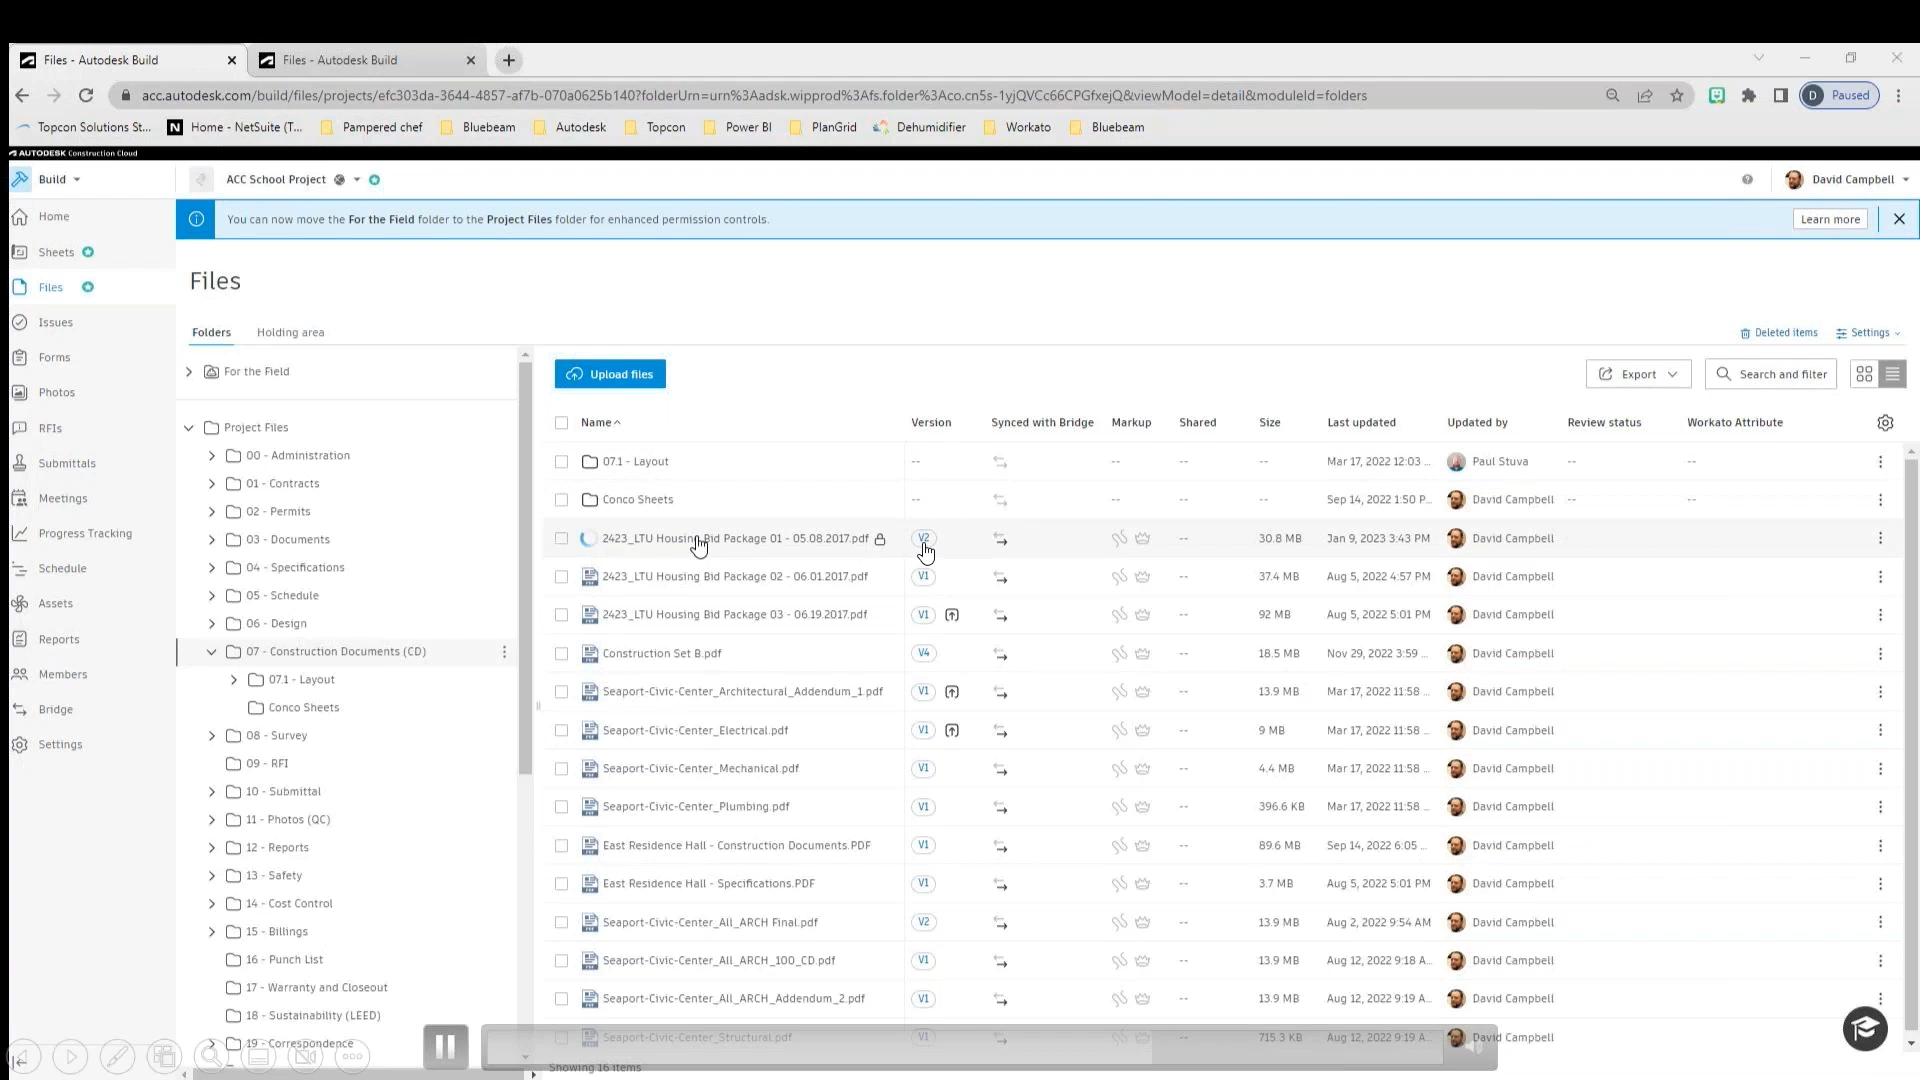 Files - Autodesk Build
Files - Autodesk Build
acc.autodesk.com/build/files/projects/efc303da-3644-4857-af7b-070a0625b140?folderUrn=urn%3Aadsk.wipprod%3Afs.folder%3Aco.cn5s-1yjQVCc66CPGfxejQ&viewModel=detail&moduleId=folders
D Paused
Topcon Solutions St...
N Home - NetSuite (T...
Pampered chef
Bluebeam
Autodesk
Topcon
Power BI
PlanGrid
Dehumidifier
Workato
Bluebeam
AUTODESK Construction Cloud
Build
ACC School Project
David Campbell
You can now move the For the Field folder to the Project Files folder for enhanced permission controls.
Learn more
Home
Sheets
Files
Issues
Forms
Photos
RFIs
Submittals
Meetings
Progress Tracking
Schedule
Assets
Reports
Members
Bridge
Settings
Files
Folders
Holding area
Deleted items
Settings
For the Field
Project Files
00 - Administration
01 - Contracts
02 - Permits
03 - Documents
04 - Specifications
05 - Schedule
06 - Design
07 - Construction Documents (CD)
07.1 - Layout
Conco Sheets
08 - Survey
09 - RFI
10 - Submittal
11 - Photos (QC)
12 - Reports
13 - Safety
14 - Cost Control
15 - Billings
16 - Punch List
17 - Warranty and Closeout
18 - Sustainability (LEED)
19 - Correspondence
Upload files
Export
Search and filter
Name Version Synced with Bridge Markup Shared Size Last updated Updated by Review status Workato Attribute
07.1 - Layout -- -- -- -- Mar 17, 2022 12:03 ... Paul Stuva -- --
Conco Sheets -- -- -- -- Sep 14, 2022 1:50 P... David Campbell -- --
2423_LTU Housing Bid Package 01 - 05.08.2017.pdf V2 -- 30.8 MB Jan 9, 2023 3:43 PM David Campbell
2423_LTU Housing Bid Package 02 - 06.01.2017.pdf V1 -- 37.4 MB Aug 5, 2022 4:57 PM David Campbell
2423_LTU Housing Bid Package 03 - 06.19.2017.pdf V1 -- 92 MB Aug 5, 2022 5:01 PM David Campbell
Construction Set B.pdf V4 -- 18.5 MB Nov 29, 2022 3:59 ... David Campbell
Seaport-Civic-Center_Architectural_Addendum_1.pdf V1 -- 13.9 MB Mar 17, 2022 11:58 ... David Campbell
Seaport-Civic-Center_Electrical.pdf V1 -- 9 MB Mar 17, 2022 11:58 ... David Campbell
Seaport-Civic-Center_Mechanical.pdf V1 -- 4.4 MB Mar 17, 2022 11:58 ... David Campbell
Seaport-Civic-Center_Plumbing.pdf V1 -- 396.6 KB Mar 17, 2022 11:58 ... David Campbell
East Residence Hall - Construction Documents.PDF V1 -- 89.6 MB Sep 14, 2022 6:05 ... David Campbell
East Residence Hall - Specifications.PDF V1 -- 3.7 MB Aug 5, 2022 5:01 PM David Campbell
Seaport-Civic-Center_All_ARCH Final.pdf V2 -- 13.9 MB Aug 2, 2022 9:54 AM David Campbell
Seaport-Civic-Center_All_ARCH_100_CD.pdf V1 -- 13.9 MB Aug 12, 2022 9:18 A... David Campbell
Seaport-Civic-Center_All_ARCH_Addendum_2.pdf V1 -- 13.9 MB Aug 12, 2022 9:19 A... David Campbell
Seaport-Civic-Center_Structural.pdf V1 -- 715.3 KB Aug 12, 2022 9:19 A... David Campbell
Showing 16 items